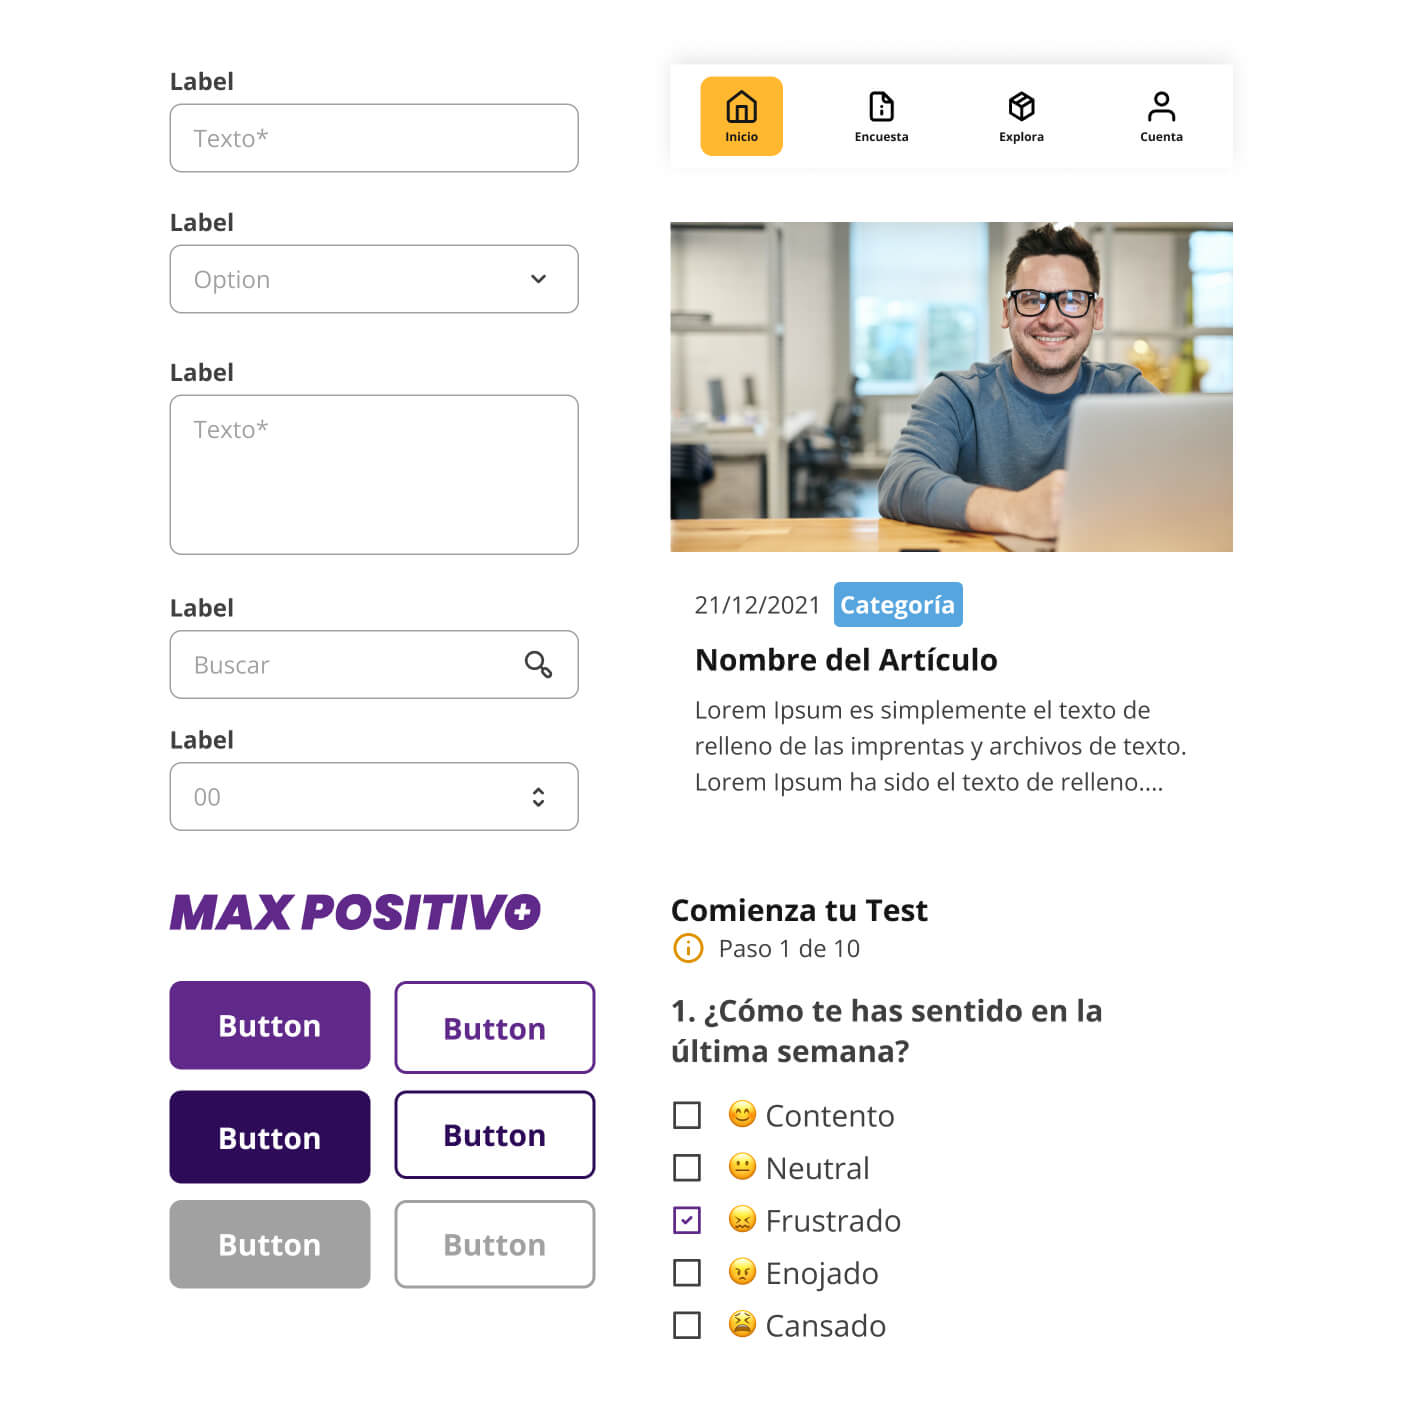 Label
Texto*
Label
Option
Label
Texto*
Label
Buscar
Label
00
MAX POSITIVO
Button Button
Button Button
Button Button
Inicio Encuesta Explora Cuenta
21/12/2021 Categoría
Nombre del Artículo
Lorem Ipsum es simplemente el texto de
relleno de las imprentas y archivos de texto.
Lorem Ipsum ha sido el texto de relleno....
Comienza tu Test
Paso 1 de 10
1. ¿Cómo te has sentido en la
última semana?
😊 Contento
😐 Neutral
😖 Frustrado
😠 Enojado
😫 Cansado